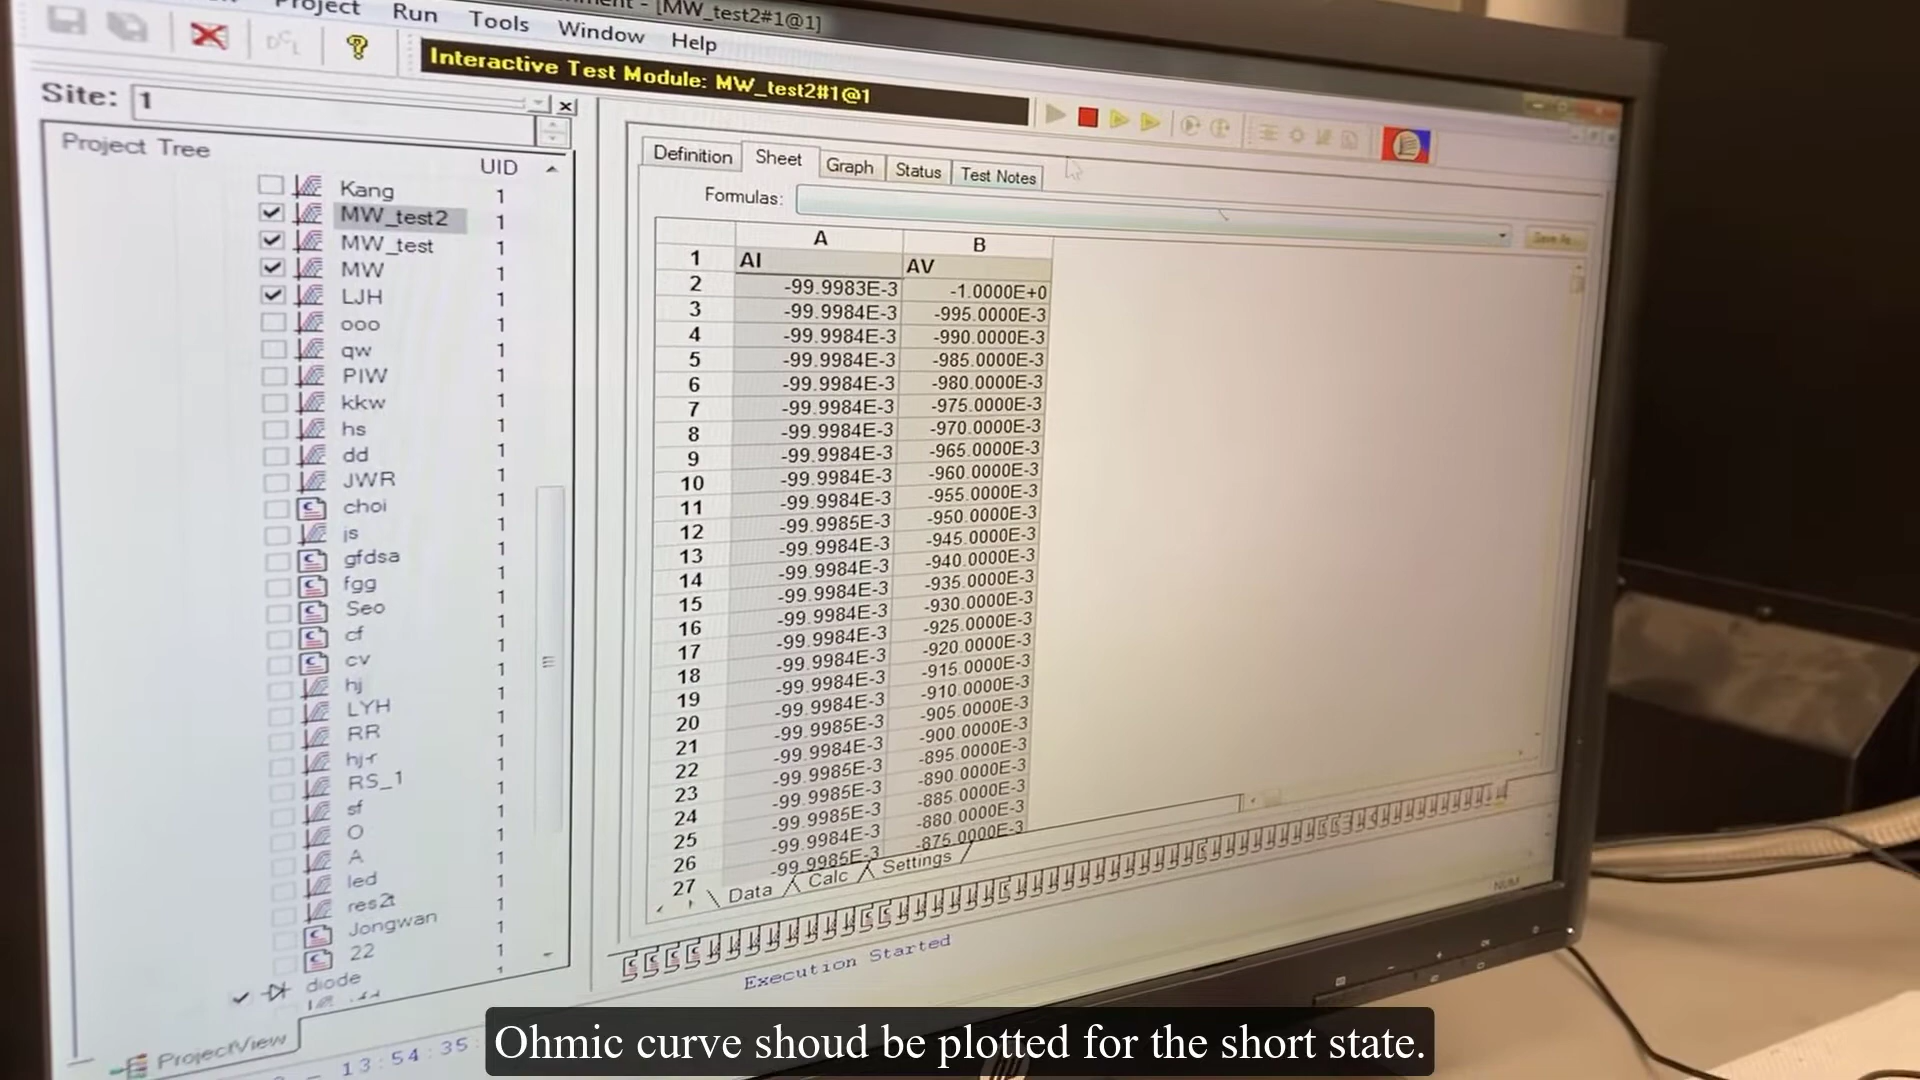 [MW_test2#1@1]
Project Run Tools Window Help
Interactive Test Module: MW_test2#1@1
Site: 1
Project Tree
UID
Kang 1
MW_test2 1
MW_test 1
MW 1
LJH 1
ooo 1
qw 1
PIW 1
kkw 1
hs 1
dd 1
JWR 1
choi 1
js 1
gfdsa 1
fgg 1
Seo 1
cf 1
cv 1
hj 1
LYH 1
RR 1
hj-r 1
RS_1 1
sf 1
O 1
A 1
led 1
res2t 1
Jongwan 1
22 1
diode
ProjectView
Definition Sheet Graph Status Test Notes
Formulas:
Save As
A B
1 AI AV
2 -99.9983E-3 -1.0000E+0
3 -99.9984E-3 -995.0000E-3
4 -99.9984E-3 -990.0000E-3
5 -99.9984E-3 -985.0000E-3
6 -99.9984E-3 -980.0000E-3
7 -99.9984E-3 -975.0000E-3
8 -99.9984E-3 -970.0000E-3
9 -99.9984E-3 -965.0000E-3
10 -99.9984E-3 -960.0000E-3
11 -99.9984E-3 -955.0000E-3
12 -99.9985E-3 -950.0000E-3
13 -99.9984E-3 -945.0000E-3
14 -99.9984E-3 -940.0000E-3
15 -99.9984E-3 -935.0000E-3
16 -99.9984E-3 -930.0000E-3
17 -99.9984E-3 -925.0000E-3
18 -99.9984E-3 -920.0000E-3
19 -99.9984E-3 -915.0000E-3
20 -99.9984E-3 -910.0000E-3
21 -99.9985E-3 -905.0000E-3
22 -99.9984E-3 -900.0000E-3
23 -99.9985E-3 -895.0000E-3
24 -99.9985E-3 -890.0000E-3
25 -99.9985E-3 -885.0000E-3
26 -99.9984E-3 -880.0000E-3
27 -99.9985E-3 -875.0000E-3
Data Calc Settings
NUM
Execution Started
13:54:35
Ohmic curve shoud be plotted for the short state.